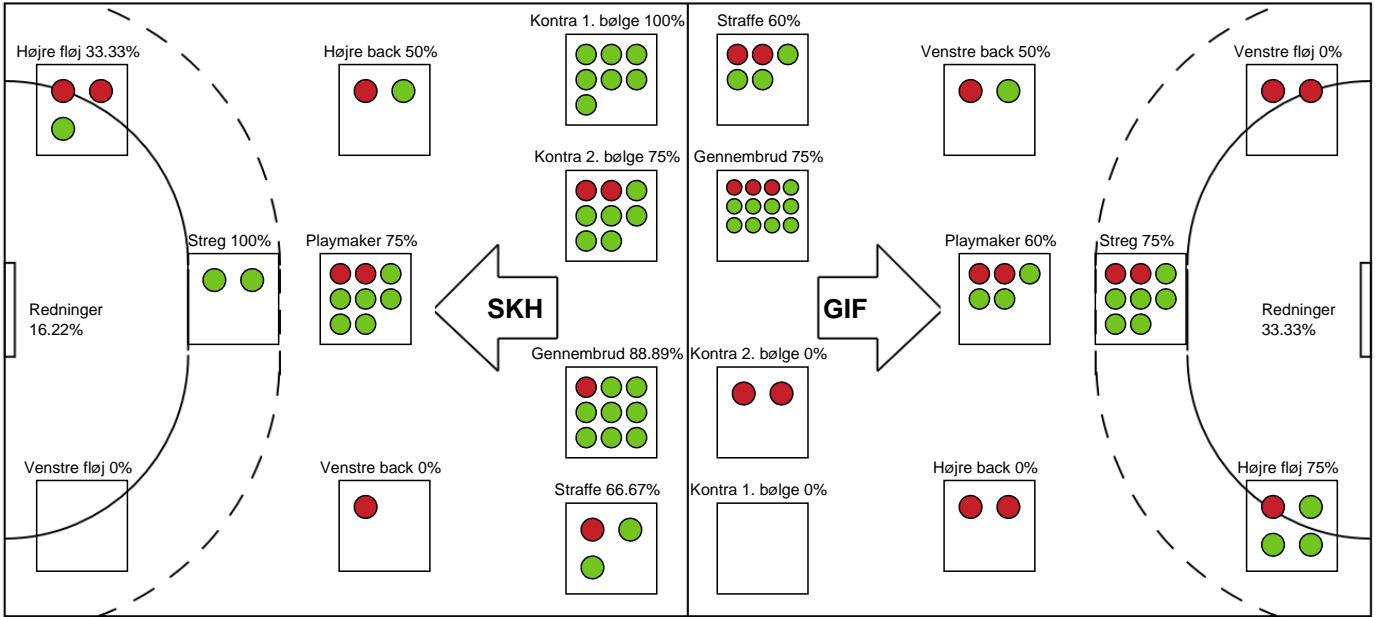 Kontra 1. bølge 100%
Straffe 60%
Højre fløj 33.33%
Højre back 50%
Venstre back 50%
Venstre fløj 0%
Kontra 2. bølge 75%
Gennembrud 75%
Streg 100%
Playmaker 75%
Playmaker 60%
Streg 75%
Redninger
16.22%
SKH
GIF
Redninger
33.33%
Gennembrud 88.89%
Kontra 2. bølge 0%
Venstre fløj 0%
Venstre back 0%
Højre back 0%
Højre fløj 75%
Straffe 66.67%
Kontra 1. bølge 0%